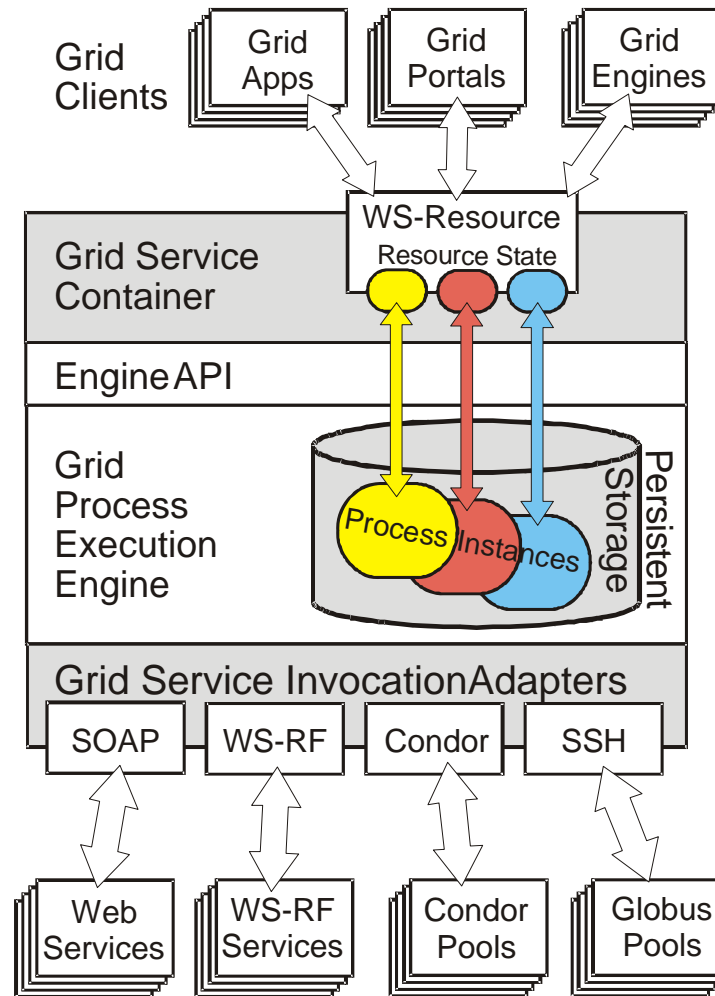 Grid
Clients
Grid
Apps
Grid
Portals
Grid
Engines
WS-Resource
Resource State
Grid Service
Container
Engine API
Grid
Process
Execution
Engine
Process Instances
Persistent
Storage
Grid Service InvocationAdapters
SOAP
WS-RF
Condor
SSH
Web
Services
WS-RF
Services
Condor
Pools
Globus
Pools